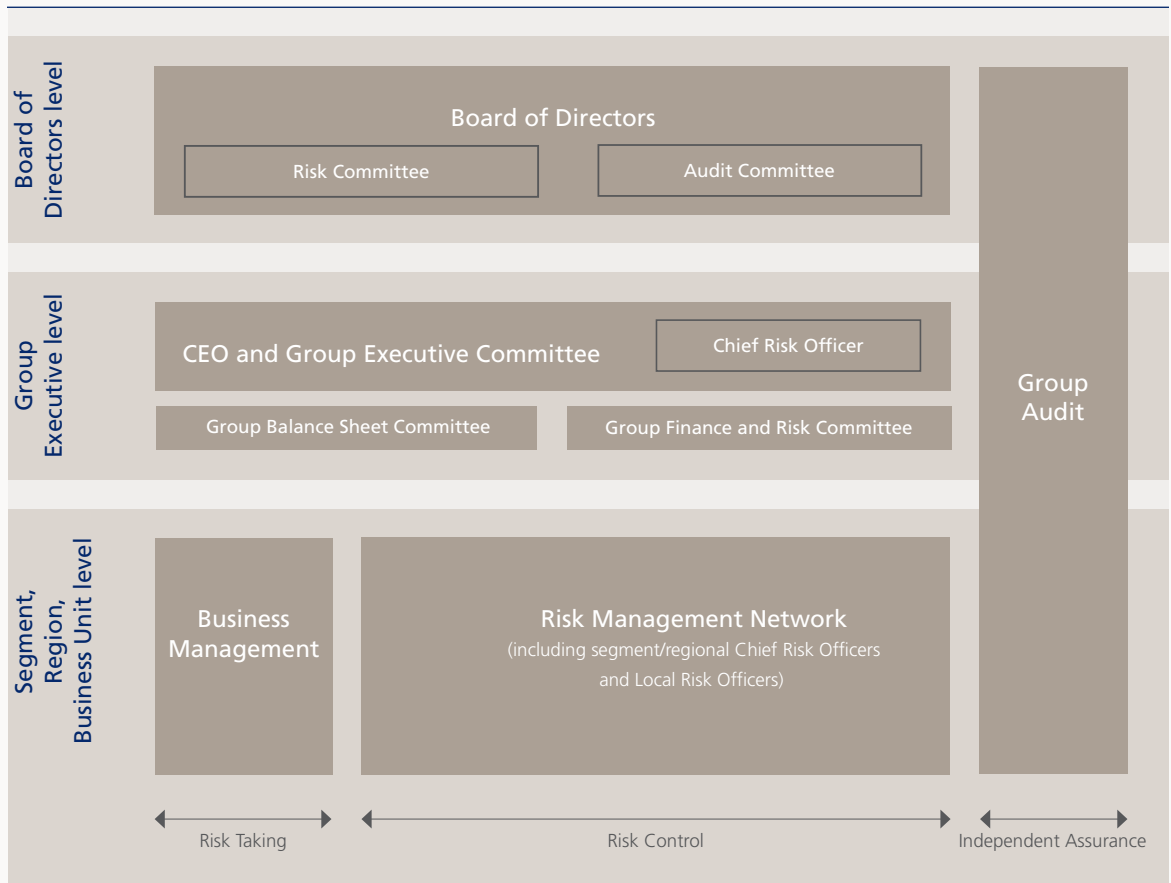 Board of
Directors level
Board of Directors
Risk Committee
Audit Committee
Group
Executive level
CEO and Group Executive Committee
Chief Risk Officer
Group Balance Sheet Committee
Group Finance and Risk Committee
Group
Audit
Segment,
Region,
Business Unit level
Business
Management
Risk Management Network
(including segment/regional Chief Risk Officers
and Local Risk Officers)
Risk Taking
Risk Control
Independent Assurance